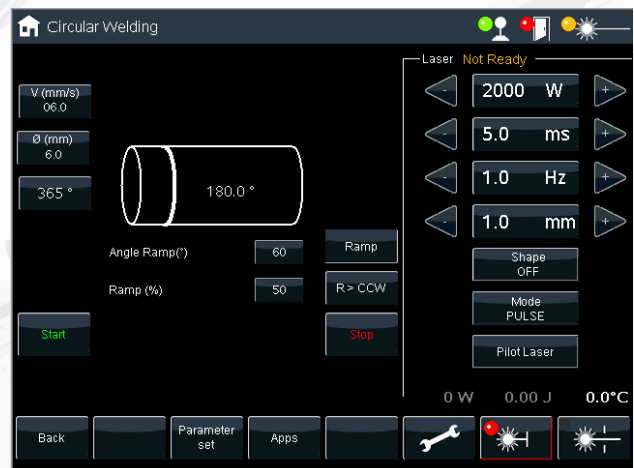 Circular Welding
Laser Not Ready
V (mm/s)
06.0
Ø (mm)
6.0
365 °
180.0 °
Angle Ramp(°) 60
Ramp (%) 50
Ramp
R> CCW
Start
Stop
- 2000 W +
- 5.0 ms +
- 1.0 Hz +
- 1.0 mm +
Shape
OFF
Mode
PULSE
Pilot Laser
0 W 0.00 J 0.0°C
Back
Parameter
set
Apps